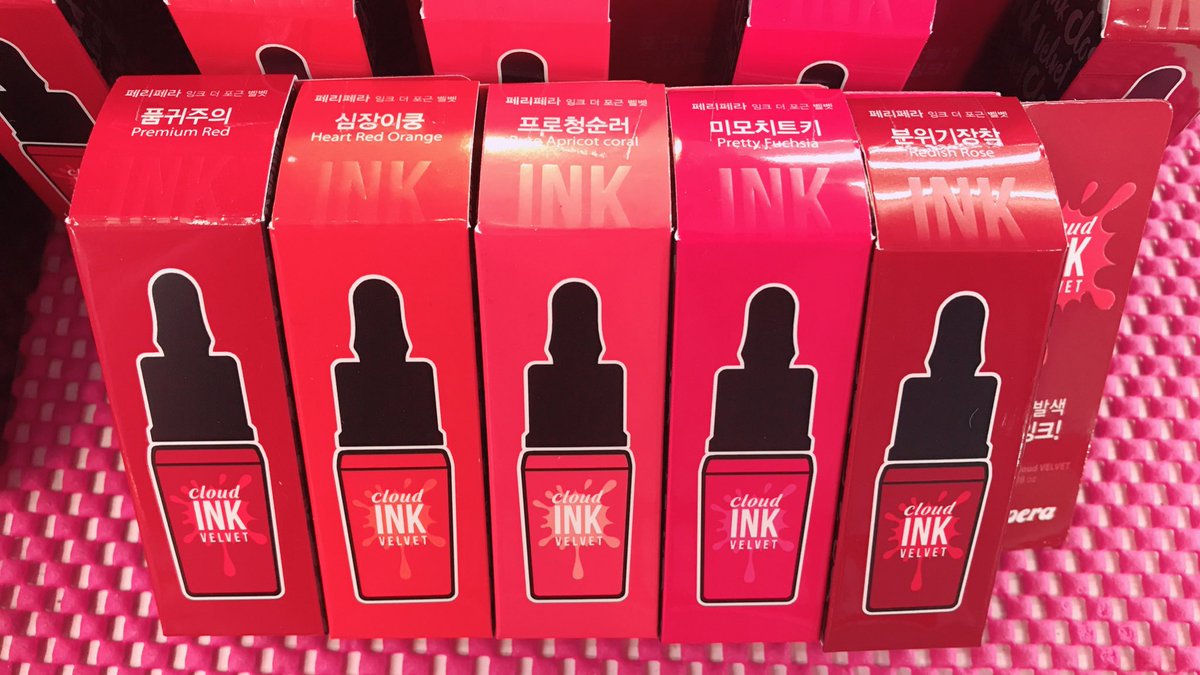 페리페라 잉크 더 포근 벨벳
품귀주의
Premium Red
INK
cloud
INK
VELVET
페리페라 잉크 더 포근 벨벳
심장이쿵
Heart Red Orange
INK
cloud
INK
VELVET
페리페라 잉크 더 포근 벨벳
프로청순러
Apricot coral
INK
cloud
INK
VELVET
페리페라 잉크 더 포근 벨벳
미모치트키
Pretty Fuchsia
INK
cloud
INK
VELVET
페리페라 잉크 더 포근 벨벳
분위기장착
Redish Rose
INK
cloud
INK
VELVET
발색
cloud VELVET